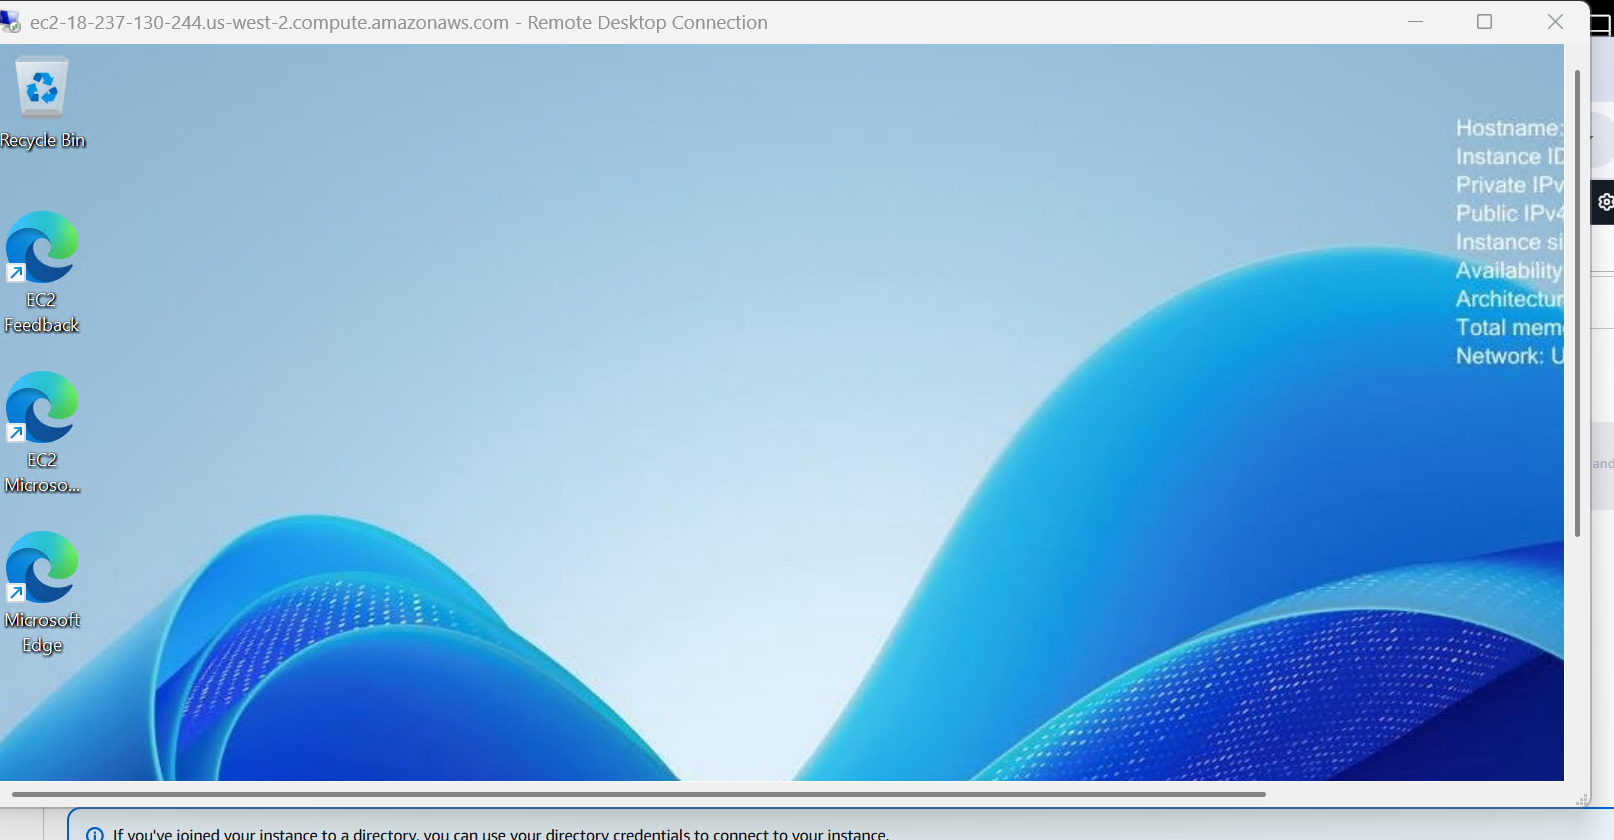 ec2-18-237-130-244.us-west-2.compute.amazonaws.com - Remote Desktop Connection
Recycle Bin
EC2
Feedback
EC2
Microso...
Microsoft
Edge
Hostname:
Instance ID
Private IPv
Public IPv4
Instance si
Availability
Architectur
Total mem
Network: U
and
If you've joined your instance to a directory, you can use your directory credentials to connect to your instance.